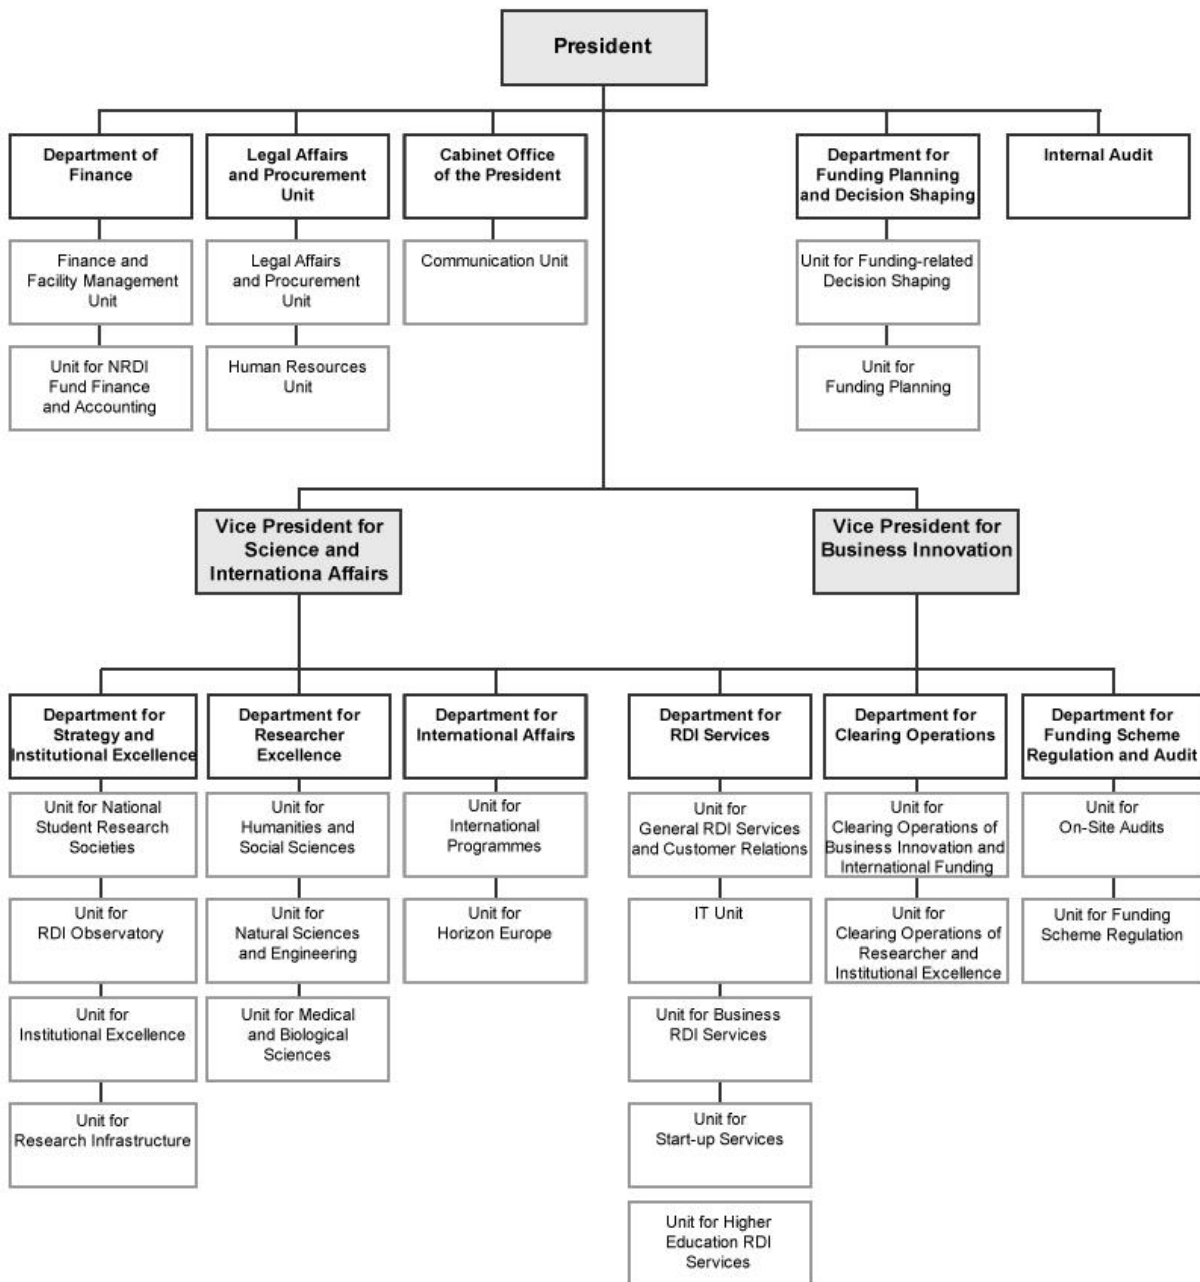 President
Department of
Finance
Legal Affairs
and Procurement
Unit
Cabinet Office
of the President
Department for
Funding Planning
and Decision Shaping
Internal Audit
Finance and
Facility Management
Unit
Legal Affairs
and Procurement
Unit
Communication Unit
Unit for Funding-related
Decision Shaping
Unit for NRDI
Fund Finance
and Accounting
Human Resources
Unit
Unit for
Funding Planning
Vice President for
Science and
Internationa Affairs
Vice President for
Business Innovation
Department for
Strategy and
Institutional Excellence
Department for
Researcher
Excellence
Department for
International Affairs
Department for
RDI Services
Department for
Clearing Operations
Department for
Funding Scheme
Regulation and Audit
Unit for National
Student Research
Societies
Unit for
Humanities and
Social Sciences
Unit for
International
Programmes
Unit for
General RDI Services
and Customer Relations
Unit for
Clearing Operations of
Business Innovation and
International Funding
Unit for
On-Site Audits
Unit for
RDI Observatory
Unit for
Natural Sciences
and Engineering
Unit for
Horizon Europe
IT Unit
Unit for
Clearing Operations of
Researcher and
Institutional Excellence
Unit for Funding
Scheme Regulation
Unit for
Institutional Excellence
Unit for Medical
and Biological
Sciences
Unit for Business
RDI Services
Unit for
Research Infrastructure
Unit for
Start-up Services
Unit for Higher
Education RDI
Services